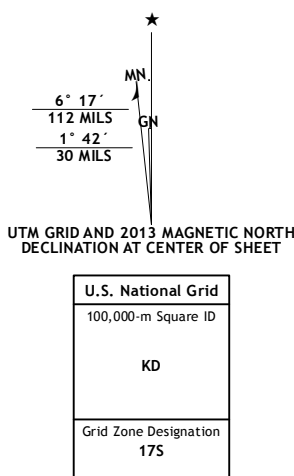 ★
MN
GN
6° 17´
112 MILS
1° 42´
30 MILS
UTM GRID AND 2013 MAGNETIC NORTH
DECLINATION AT CENTER OF SHEET
U.S. National Grid
100,000-m Square ID
KD
Grid Zone Designation
17S